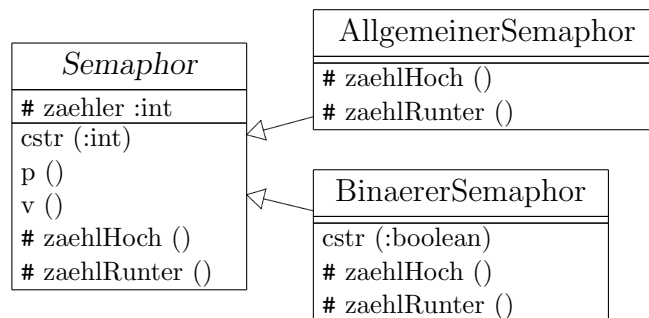 Semaphor
# zaehler :int
cstr (:int)
p ()
v ()
# zaehlHoch ()
# zaehlRunter ()
AllgemeinerSemaphor
# zaehlHoch ()
# zaehlRunter ()
BinaererSemaphor
cstr (:boolean)
# zaehlHoch ()
# zaehlRunter ()